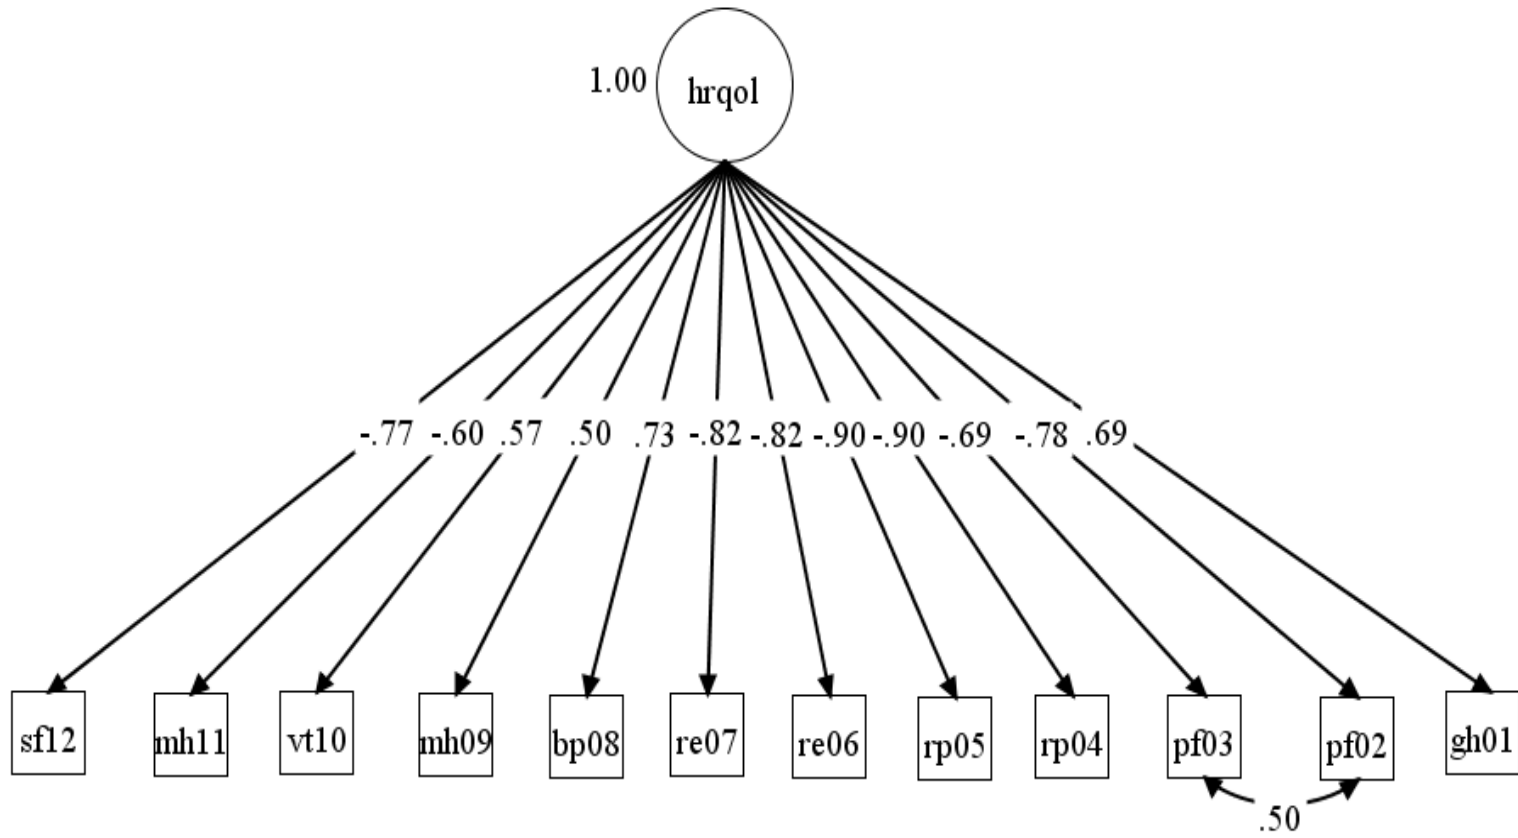 1.00
hrqol
-.77 -.60 .57 .50 .73 -.82 -.82 -.90 -.90 -.69 -.78 .69
sf12 mh11 vt10 mh09 bp08 re07 re06 rp05 rp04 pf03 pf02 gh01
.50